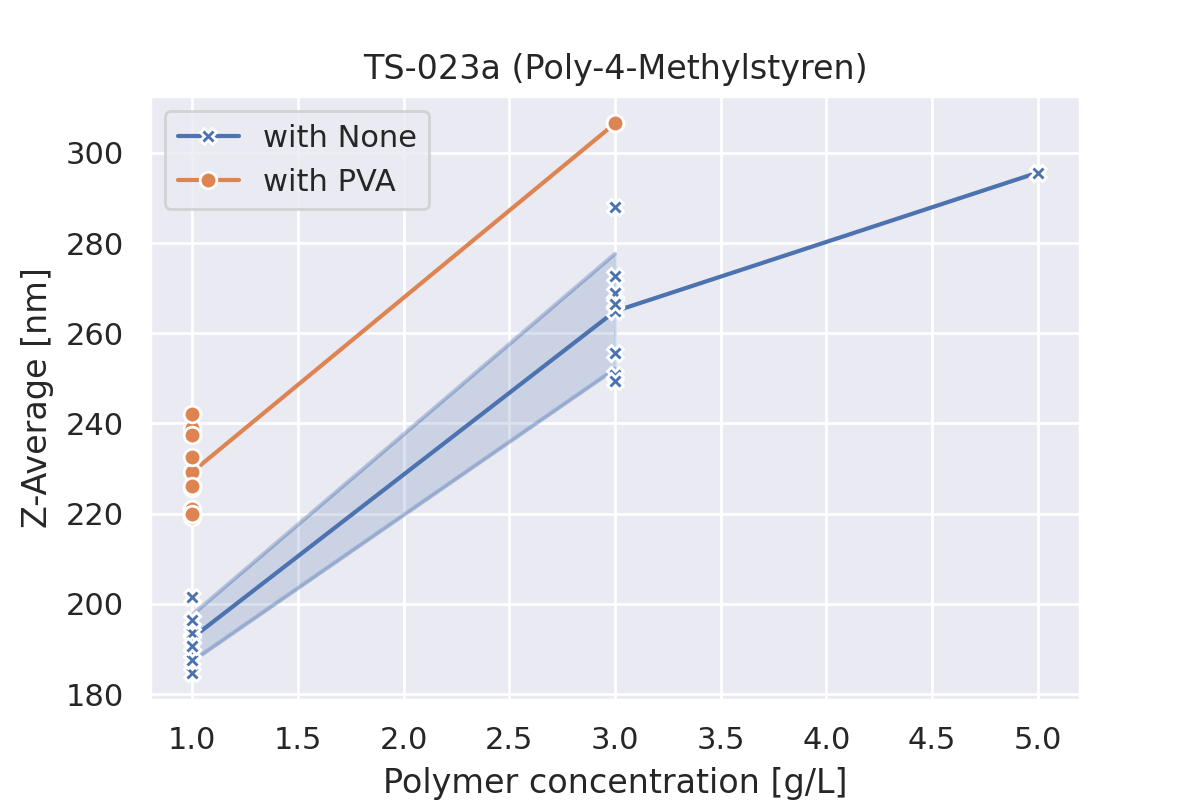 TS-023a (Poly-4-Methylstyren)
with None
with PVA
Z-Average [nm]
300
280
260
240
220
200
180
1.0 1.5 2.0 2.5 3.0 3.5 4.0 4.5 5.0
Polymer concentration [g/L]